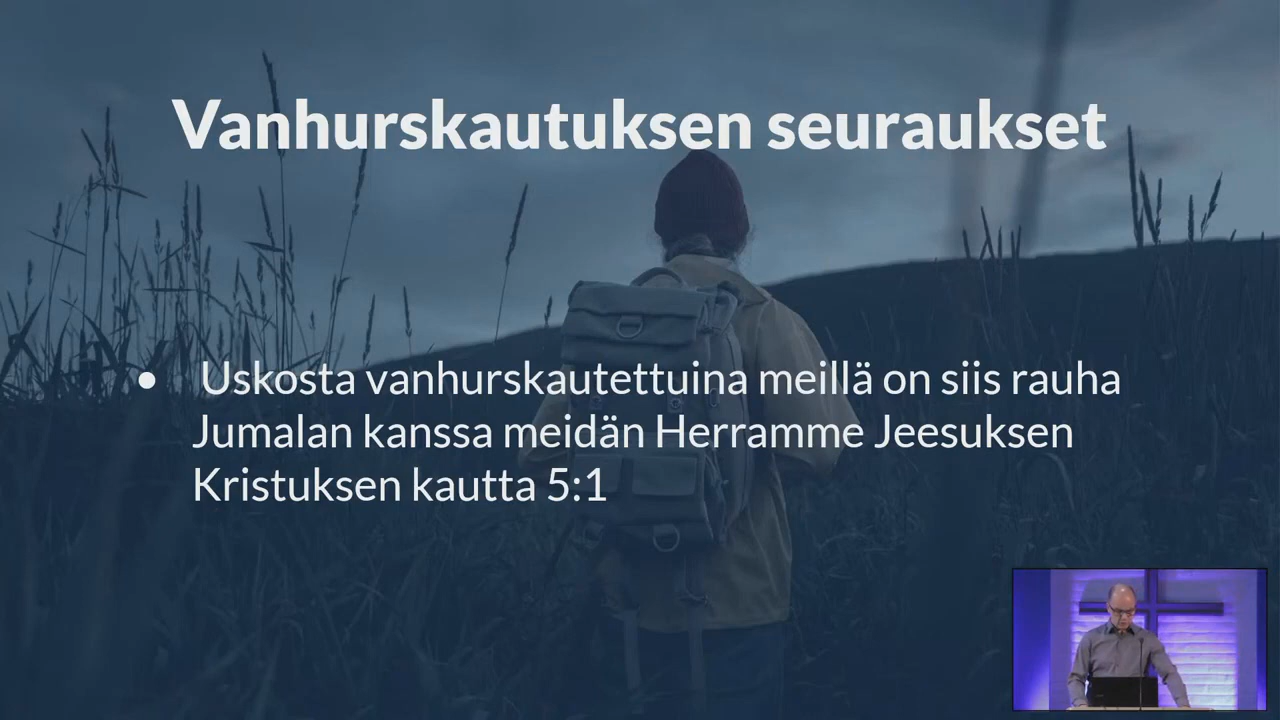 Vanhurskautuksen seuraukset
● Uskosta vanhurskautettuina meillä on siis rauha
Jumalan kanssa meidän Herramme Jeesuksen
Kristuksen kautta 5:1